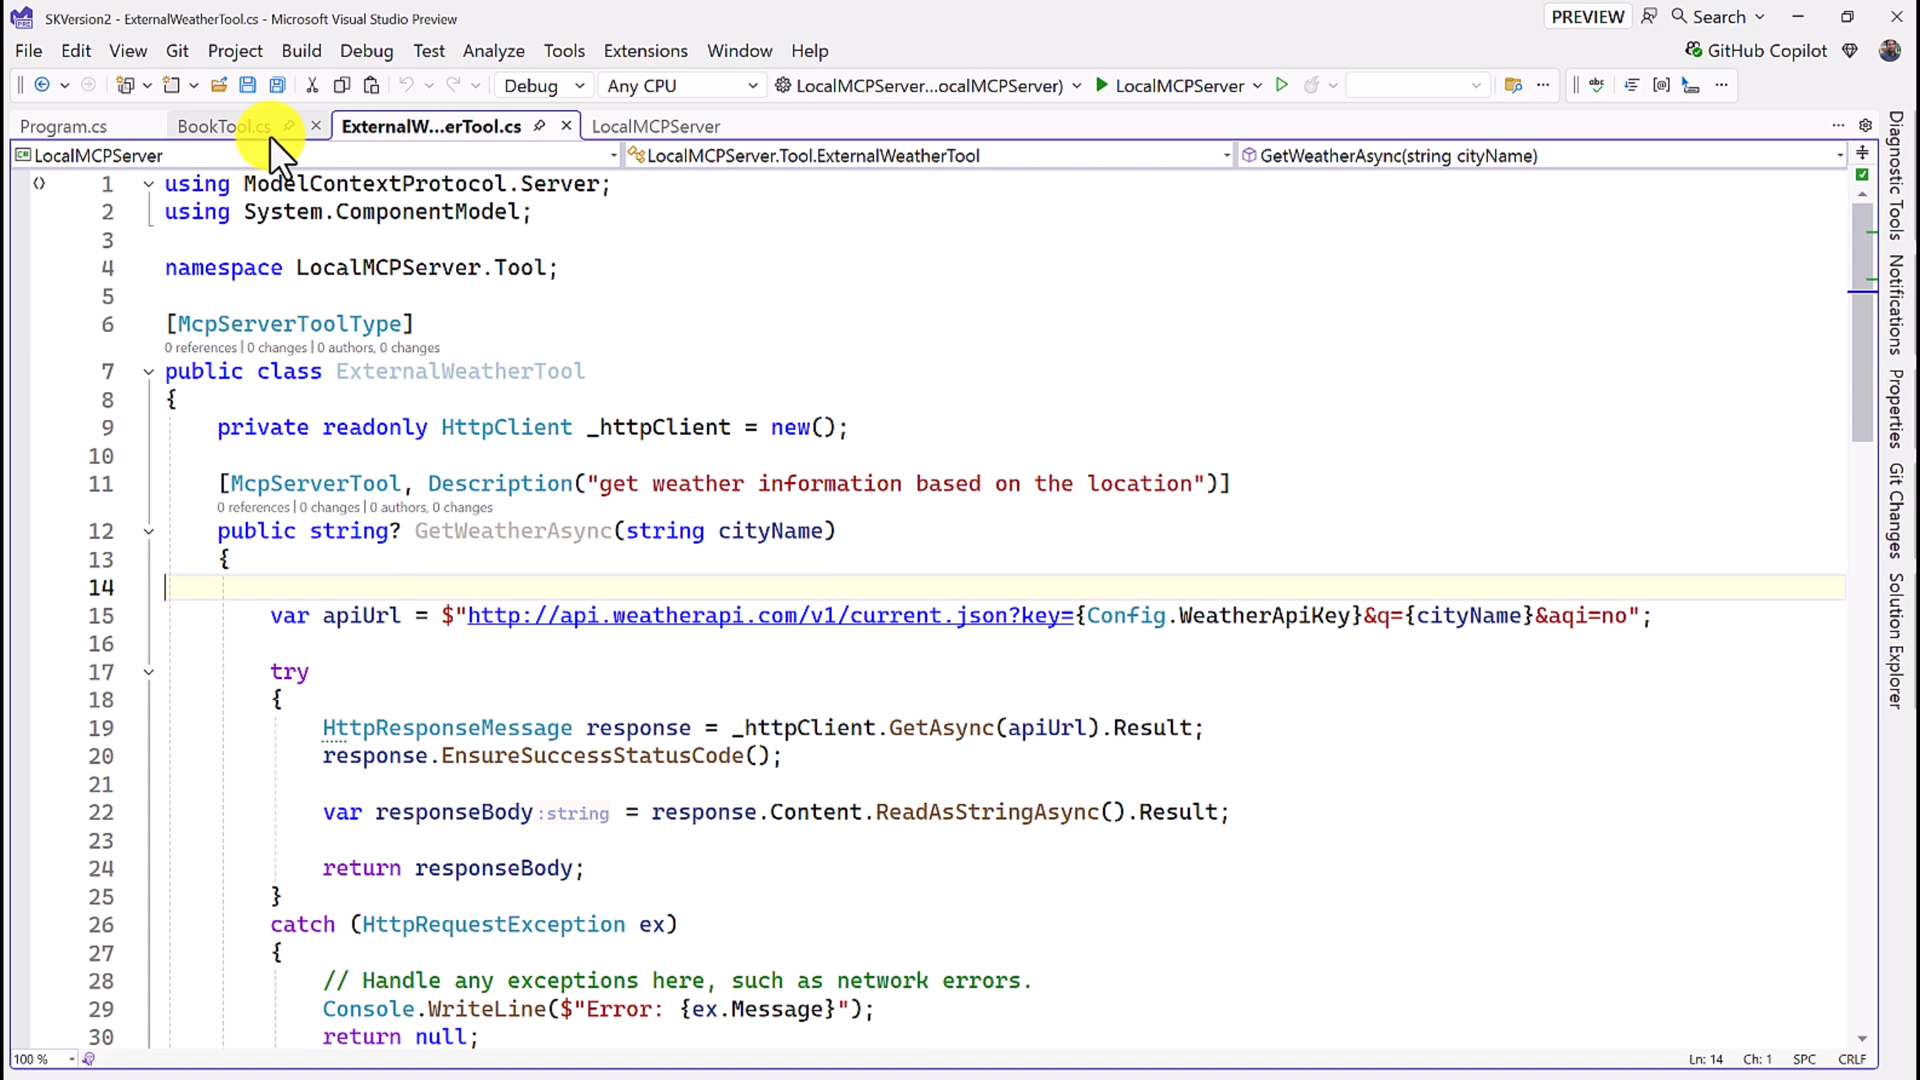 SKVersion2 - ExternalWeatherTool.cs - Microsoft Visual Studio Preview
PREVIEW Search
File Edit View Git Project Build Debug Test Analyze Tools Extensions Window Help
GitHub Copilot
Debug Any CPU LocalMCPServer...ocalMCPServer) LocalMCPServer abc
Program.cs BookTool.cs ExternalW...erTool.cs LocalMCPServer
LocalMCPServer LocalMCPServer.Tool.ExternalWeatherTool GetWeatherAsync(string cityName)
1 using ModelContextProtocol.Server;
2 using System.ComponentModel;
3
4 namespace LocalMCPServer.Tool;
5
6 [McpServerToolType]
0 references | 0 changes | 0 authors, 0 changes
7 public class ExternalWeatherTool
8 {
9 private readonly HttpClient _httpClient = new();
10
11 [McpServerTool, Description("get weather information based on the location")]
0 references | 0 changes | 0 authors, 0 changes
12 public string? GetWeatherAsync(string cityName)
13 {
14
15 var apiUrl = $"http://api.weatherapi.com/v1/current.json?key={Config.WeatherApiKey}&q={cityName}&aqi=no";
16
17 try
18 {
19 HttpResponseMessage response = _httpClient.GetAsync(apiUrl).Result;
20 response.EnsureSuccessStatusCode();
21
22 var responseBody:string = response.Content.ReadAsStringAsync().Result;
23
24 return responseBody;
25 }
26 catch (HttpRequestException ex)
27 {
28 // Handle any exceptions here, such as network errors.
29 Console.WriteLine($"Error: {ex.Message}");
30 return null;
100 % Ln: 14 Ch: 1 SPC CRLF
Diagnostic Tools
Notifications
Properties
Git Changes
Solution Explorer